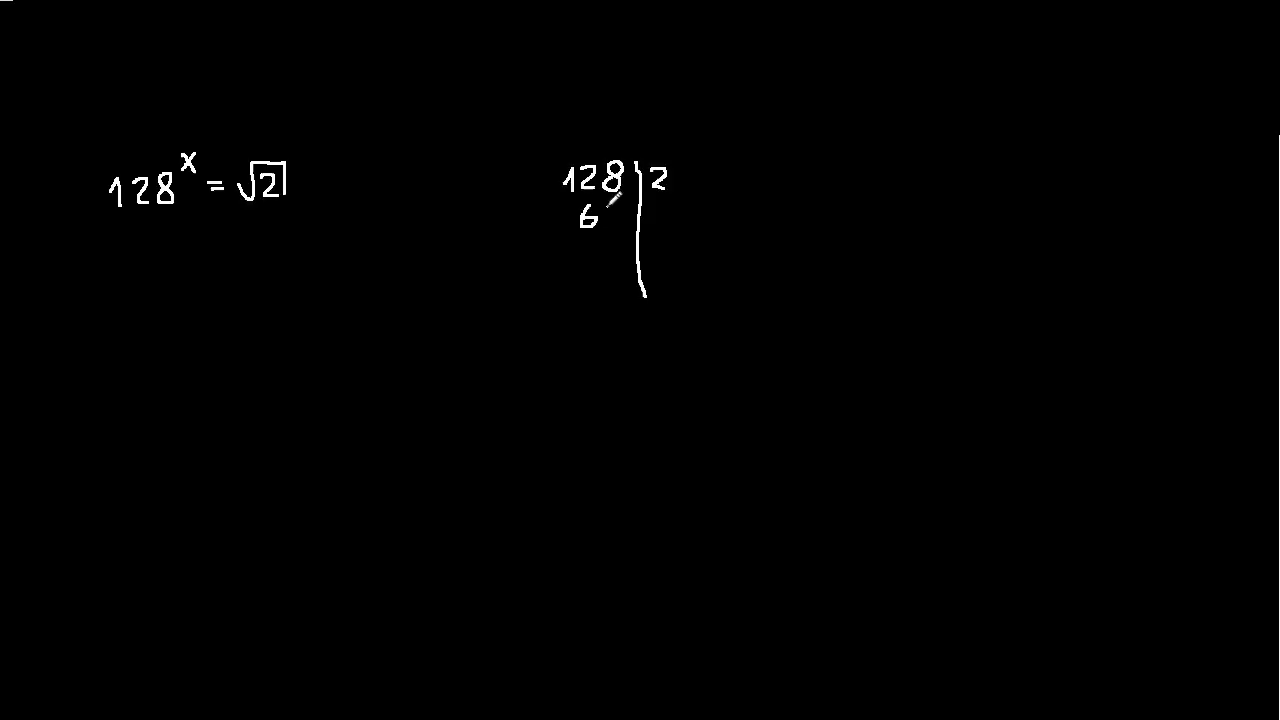 128^x = √2
128 | 2
6